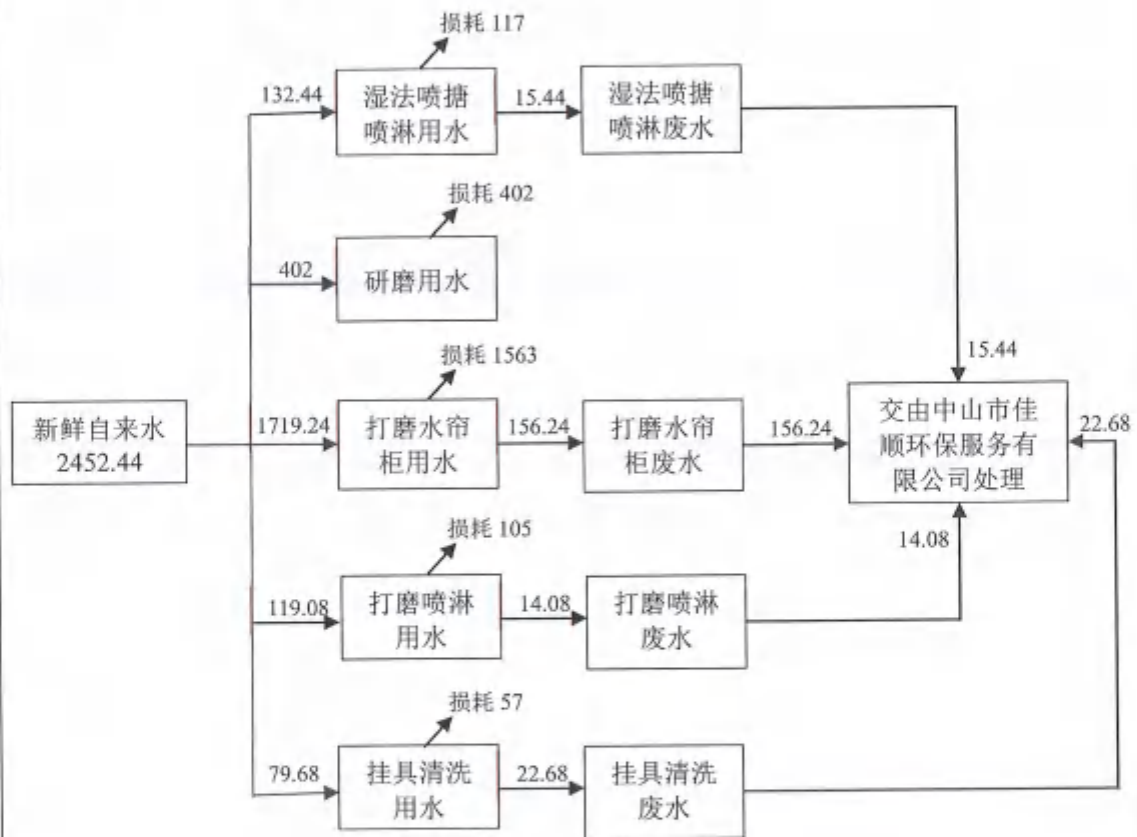 损耗 117
132.44
湿法喷搪
喷淋用水
15.44
湿法喷搪
喷淋废水
损耗 402
402
研磨用水
损耗 1563
15.44
新鲜自来水
2452.44
1719.24
打磨水帘
柜用水
156.24
打磨水帘
柜废水
156.24
交由中山市佳
顺环保服务有
限公司处理
22.68
损耗 105
14.08
119.08
打磨喷淋
用水
14.08
打磨喷淋
废水
损耗 57
79.68
挂具清洗
用水
22.68
挂具清洗
废水